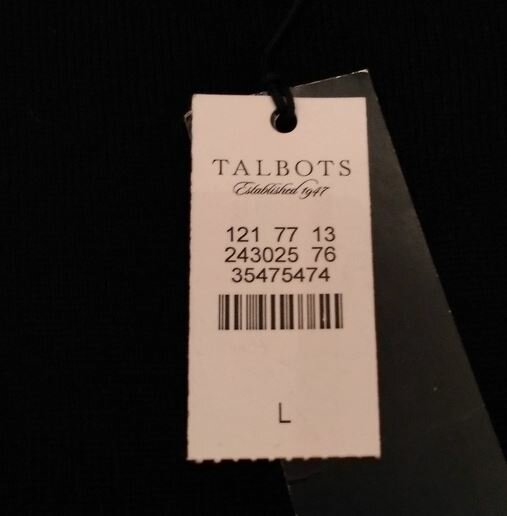 TALBOTS
Established 1947
121 77 13
243025 76
35475474
L